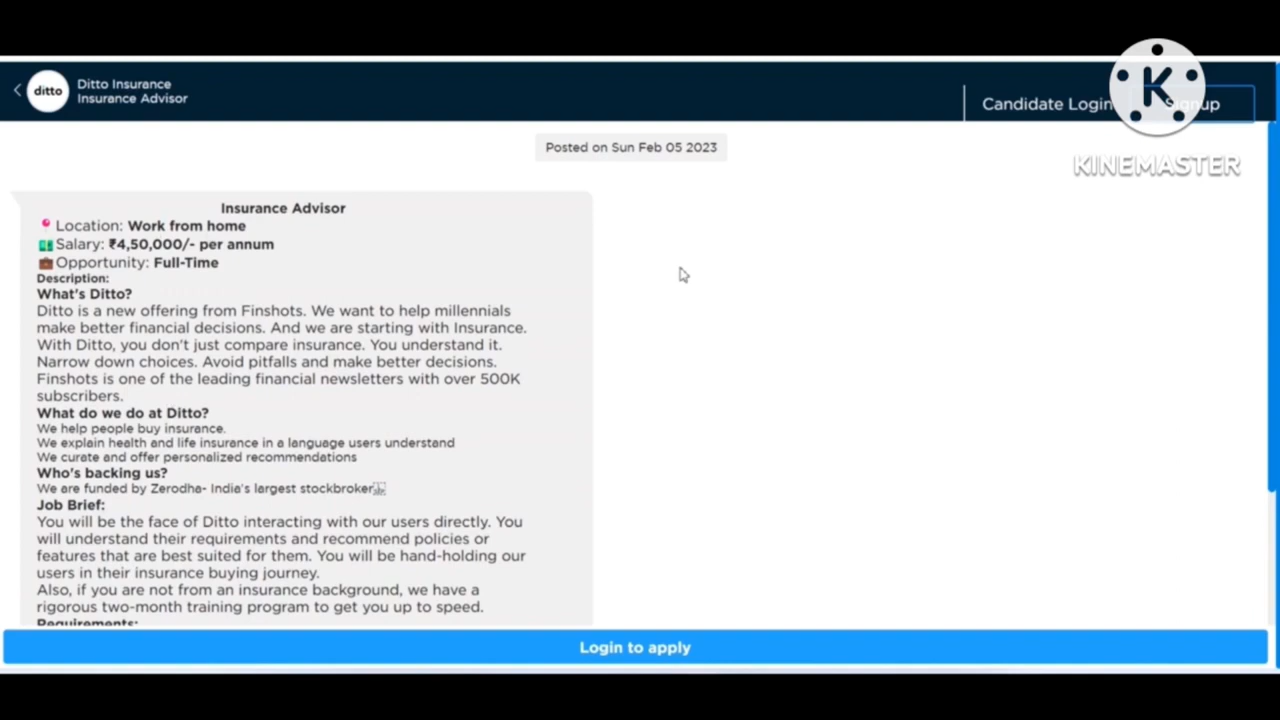 ditto
Ditto Insurance
Insurance Advisor
Candidate Login
Signup
KINEMASTER
Posted on Sun Feb 05 2023
Insurance Advisor
Location: Work from home
Salary: ₹4,50,000/- per annum
Opportunity: Full-Time
Description:
What's Ditto?
Ditto is a new offering from Finshots. We want to help millennials
make better financial decisions. And we are starting with Insurance.
With Ditto, you don't just compare insurance. You understand it.
Narrow down choices. Avoid pitfalls and make better decisions.
Finshots is one of the leading financial newsletters with over 500K
subscribers.
What do we do at Ditto?
We help people buy insurance.
We explain health and life insurance in a language users understand
We curate and offer personalized recommendations
Who's backing us?
We are funded by Zerodha- India's largest stockbroker
Job Brief:
You will be the face of Ditto interacting with our users directly. You
will understand their requirements and recommend policies or
features that are best suited for them. You will be hand-holding our
users in their insurance buying journey.
Also, if you are not from an insurance background, we have a
rigorous two-month training program to get you up to speed.
Requirements:
Login to apply